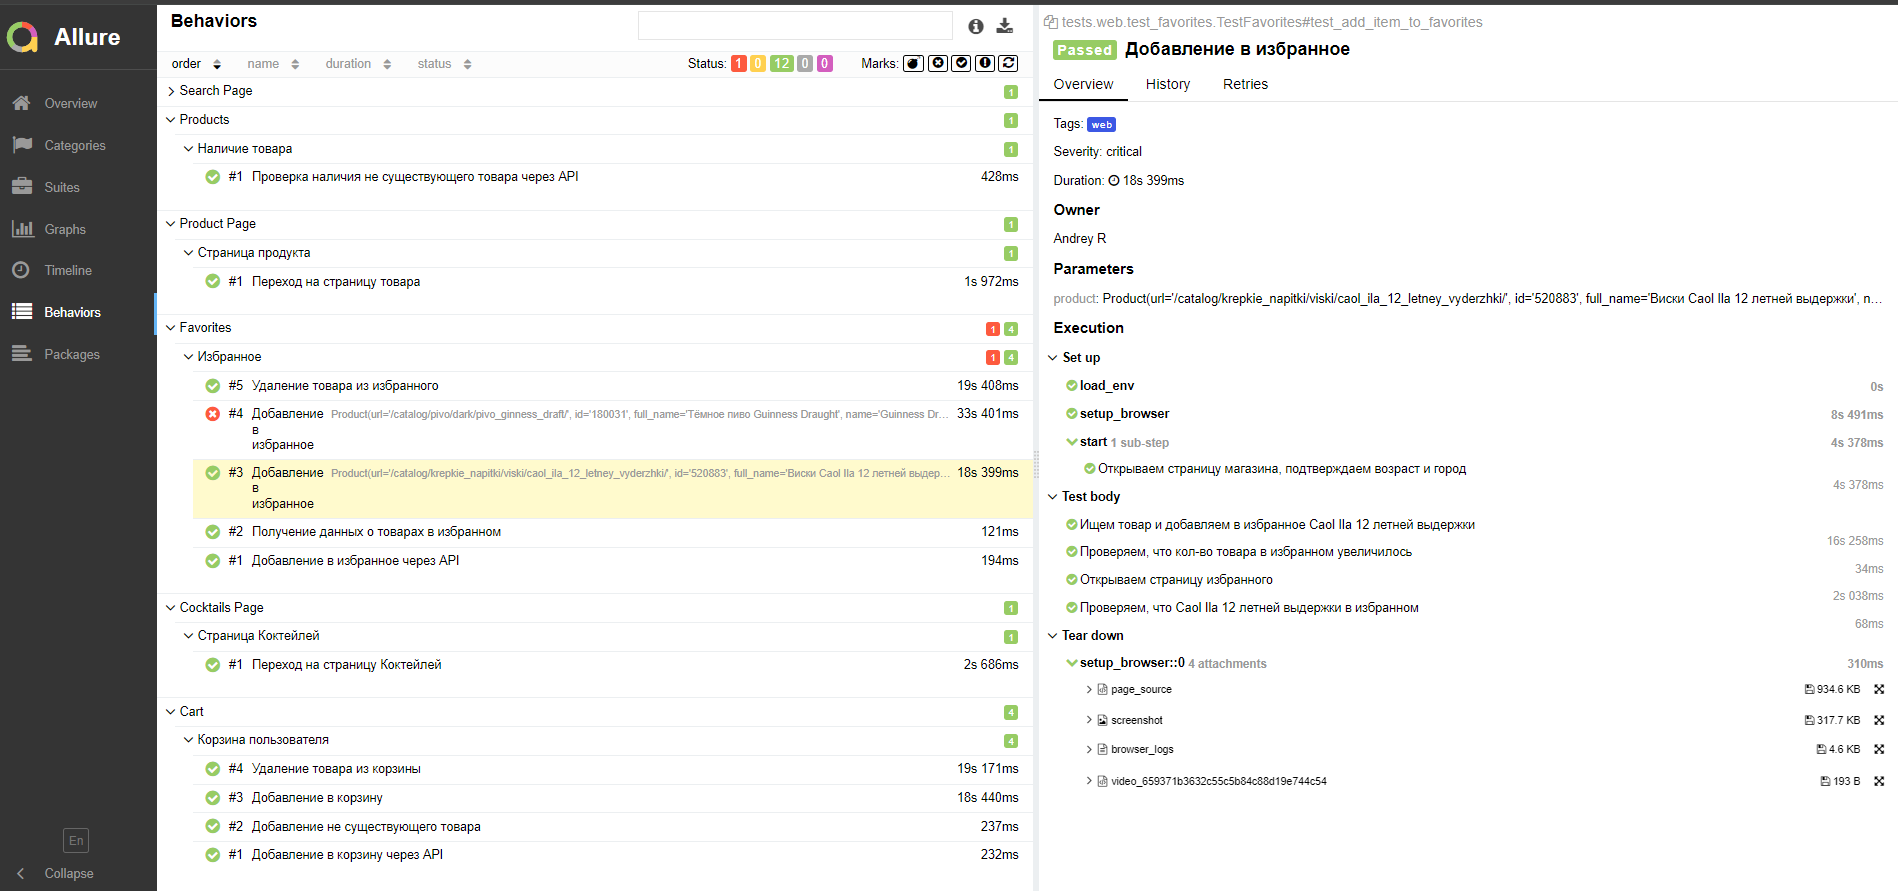 Allure
Overview
Categories
Suites
Graphs
Timeline
Behaviors
Packages
En
Collapse
Behaviors
order name duration status Status: 1 0 12 0 0 Marks:
Search Page 1
Products 1
Наличие товара 1
#1 Проверка наличия не существующего товара через API 428ms
Product Page 1
Страница продукта 1
#1 Переход на страницу товара 1s 972ms
Favorites 1 4
Избранное 1 4
#5 Удаление товара из избранного 19s 408ms
#4 Добавление Product(url='/catalog/pivo/dark/pivo_ginness_draft/', id='180031', full_name='Тёмное пиво Guinness Draught', name='Guinness Dr… 33s 401ms
в
избранное
#3 Добавление Product(url='/catalog/krepkie_napitki/viski/caol_ila_12_letney_vyderzhki/', id='520883', full_name='Виски Caol Ila 12 летней выдер… 18s 399ms
в
избранное
#2 Получение данных о товарах в избранном 121ms
#1 Добавление в избранное через API 194ms
Cocktails Page 1
Страница Коктейлей 1
#1 Переход на страницу Коктейлей 2s 686ms
Cart 4
Корзина пользователя 4
#4 Удаление товара из корзины 19s 171ms
#3 Добавление в корзину 18s 440ms
#2 Добавление не существующего товара 237ms
#1 Добавление в корзину через API 232ms
tests.web.test_favorites.TestFavorites#test_add_item_to_favorites
Passed Добавление в избранное
Overview History Retries
Tags: web
Severity: critical
Duration: 18s 399ms
Owner
Andrey R
Parameters
product: Product(url='/catalog/krepkie_napitki/viski/caol_ila_12_letney_vyderzhki/', id='520883', full_name='Виски Caol Ila 12 летней выдержки', n…
Execution
Set up
load_env 0s
setup_browser 8s 491ms
start 1 sub-step 4s 378ms
Открываем страницу магазина, подтверждаем возраст и город
4s 378ms
Test body
Ищем товар и добавляем в избранное Caol Ila 12 летней выдержки
16s 258ms
Проверяем, что кол-во товара в избранном увеличилось
34ms
Открываем страницу избранного
2s 038ms
Проверяем, что Caol Ila 12 летней выдержки в избранном
68ms
Tear down
setup_browser::0 4 attachments 310ms
page_source 934.6 KB
screenshot 317.7 KB
browser_logs 4.6 KB
video_659371b3632c55c5b84c88d19e744c54 193 B